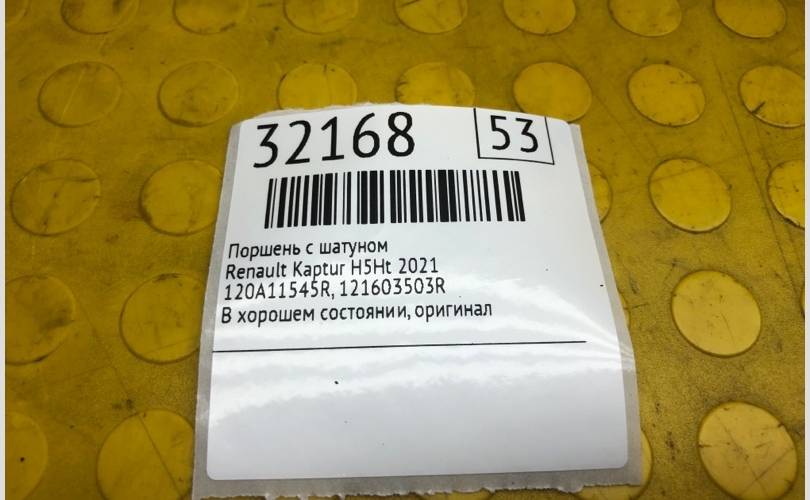 32168 53
Поршень с шатуном
Renault Kaptur H5Ht 2021
120A11545R, 121603503R
В хорошем состоянии, оригинал